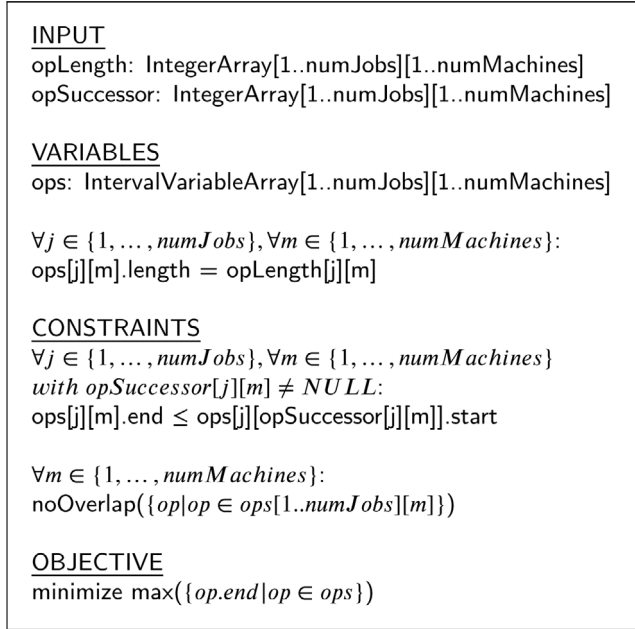 INPUT
opLength: IntegerArray[1..numJobs][1..numMachines]
opSuccessor: IntegerArray[1..numJobs][1..numMachines]
VARIABLES
ops: IntervalVariableArray[1..numJobs][1..numMachines]
∀j ∈ {1, … , numJobs}, ∀m ∈ {1, … , numMachines}:
ops[j][m].length = opLength[j][m]
CONSTRAINTS
∀j ∈ {1, … , numJobs}, ∀m ∈ {1, … , numMachines}
with opSuccessor[j][m] ≠ NULL:
ops[j][m].end ≤ ops[j][opSuccessor[j][m]].start
∀m ∈ {1, … , numMachines}:
noOverlap({op|op ∈ ops[1..numJobs][m]})
OBJECTIVE
minimize max({op.end|op ∈ ops})